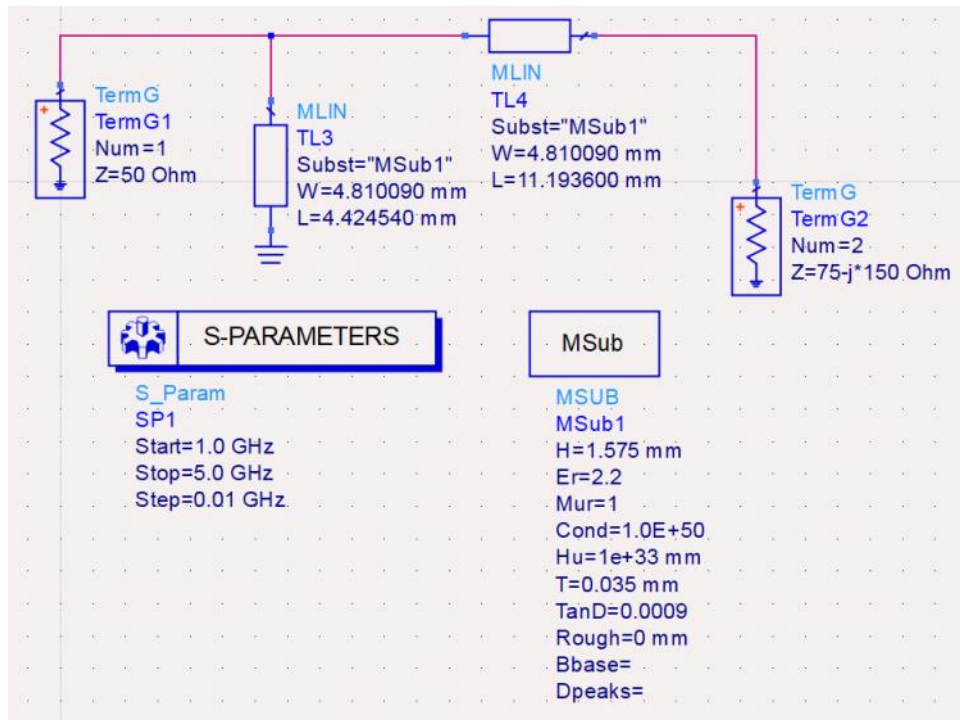 TermG
TermG1
Num=1
Z=50 Ohm
MLIN
TL3
Subst="MSub1"
W=4.810090 mm
L=4.424540 mm
MLIN
TL4
Subst="MSub1"
W=4.810090 mm
L=11.193600 mm
TermG
TermG2
Num=2
Z=75-j*150 Ohm
S-PARAMETERS
S_Param
SP1
Start=1.0 GHz
Stop=5.0 GHz
Step=0.01 GHz
MSub
MSUB
MSub1
H=1.575 mm
Er=2.2
Mur=1
Cond=1.0E+50
Hu=1e+33 mm
T=0.035 mm
TanD=0.0009
Rough=0 mm
Bbase=
Dpeaks=